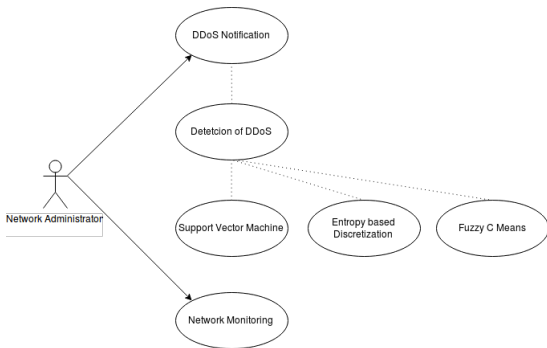 DDoS Notification
Detetcion of DDoS
Network Administrator
Support Vector Machine
Entropy based
Discretization
Fuzzy C Means
Network Monitoring